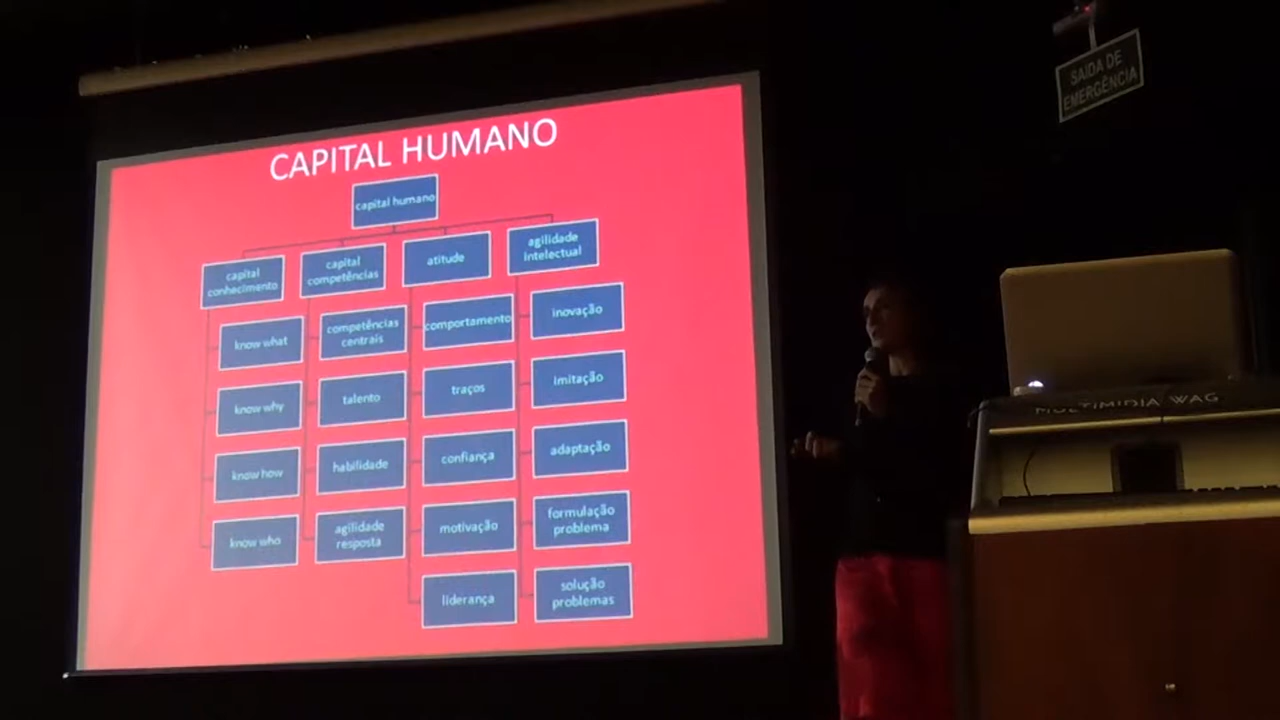 SAÍDA DE
EMERGÊNCIA
CAPITAL HUMANO
capital humano
capital
conhecimento
capital
competências
atitude
agilidade
intelectual
know what
competências
centrais
comportamento
inovação
know why
talento
traços
imitação
know how
habilidade
confiança
adaptação
know who
agilidade
resposta
motivação
formulação
problema
liderança
solução
problemas
MULTIMIDIA WAG